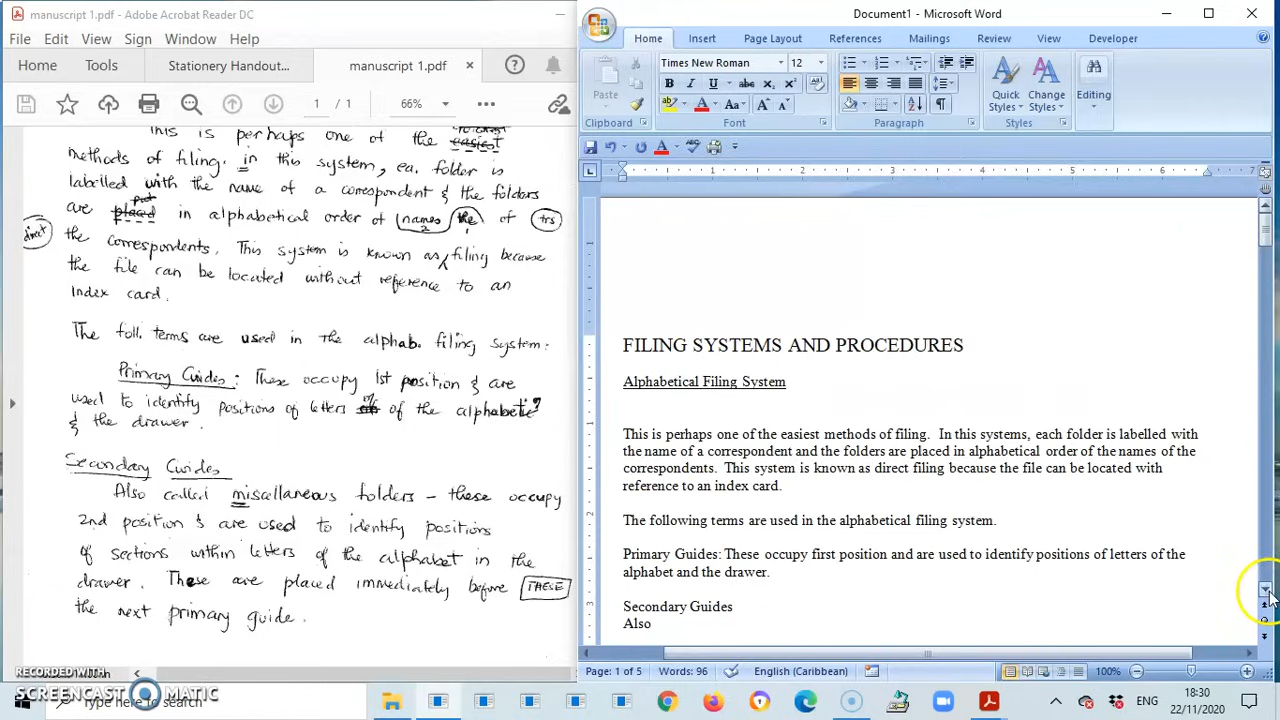 manuscript 1.pdf - Adobe Acrobat Reader DC
File Edit View Sign Window Help
Home Tools Stationery Handout... manuscript 1.pdf ×
1 / 1 66%
This is perhaps one of the easiest
methods of filing. in this system, ea. folder is
labelled with the name of a correspondent & the folders
put
are placed in alphabetical order of names the of trs
direct
the correspondents. This system is known as filing because
the file can be located without reference to an
index card.
The foll. terms are used in the alphab. filing system:
Primary Guides: These occupy 1st position & are
used to identify positions of letters of the alphabetic?
& the drawer.
Secondary Guides
Also called miscellaneous folders - these occupy
2nd position & are used to identify positions
of sections within letters of the alphabet in the
drawer. These are placed immediately before THESE
the next primary guide.
RECORDED WITH
SCREENCAST MATIC
Type here to search
Document1 - Microsoft Word
Home Insert Page Layout References Mailings Review View Developer
Times New Roman 12
Paste
Quick Styles Change Styles Editing
Clipboard Font Paragraph Styles
1 2 3 4 5 6 7
FILING SYSTEMS AND PROCEDURES
Alphabetical Filing System
This is perhaps one of the easiest methods of filing. In this systems, each folder is labelled with
the name of a correspondent and the folders are placed in alphabetical order of the names of the
correspondents. This system is known as direct filing because the file can be located with
reference to an index card.
The following terms are used in the alphabetical filing system.
Primary Guides: These occupy first position and are used to identify positions of letters of the
alphabet and the drawer.
Secondary Guides
Also
Page: 1 of 5 Words: 96 English (Caribbean) 100%
ENG 18:30
22/11/2020